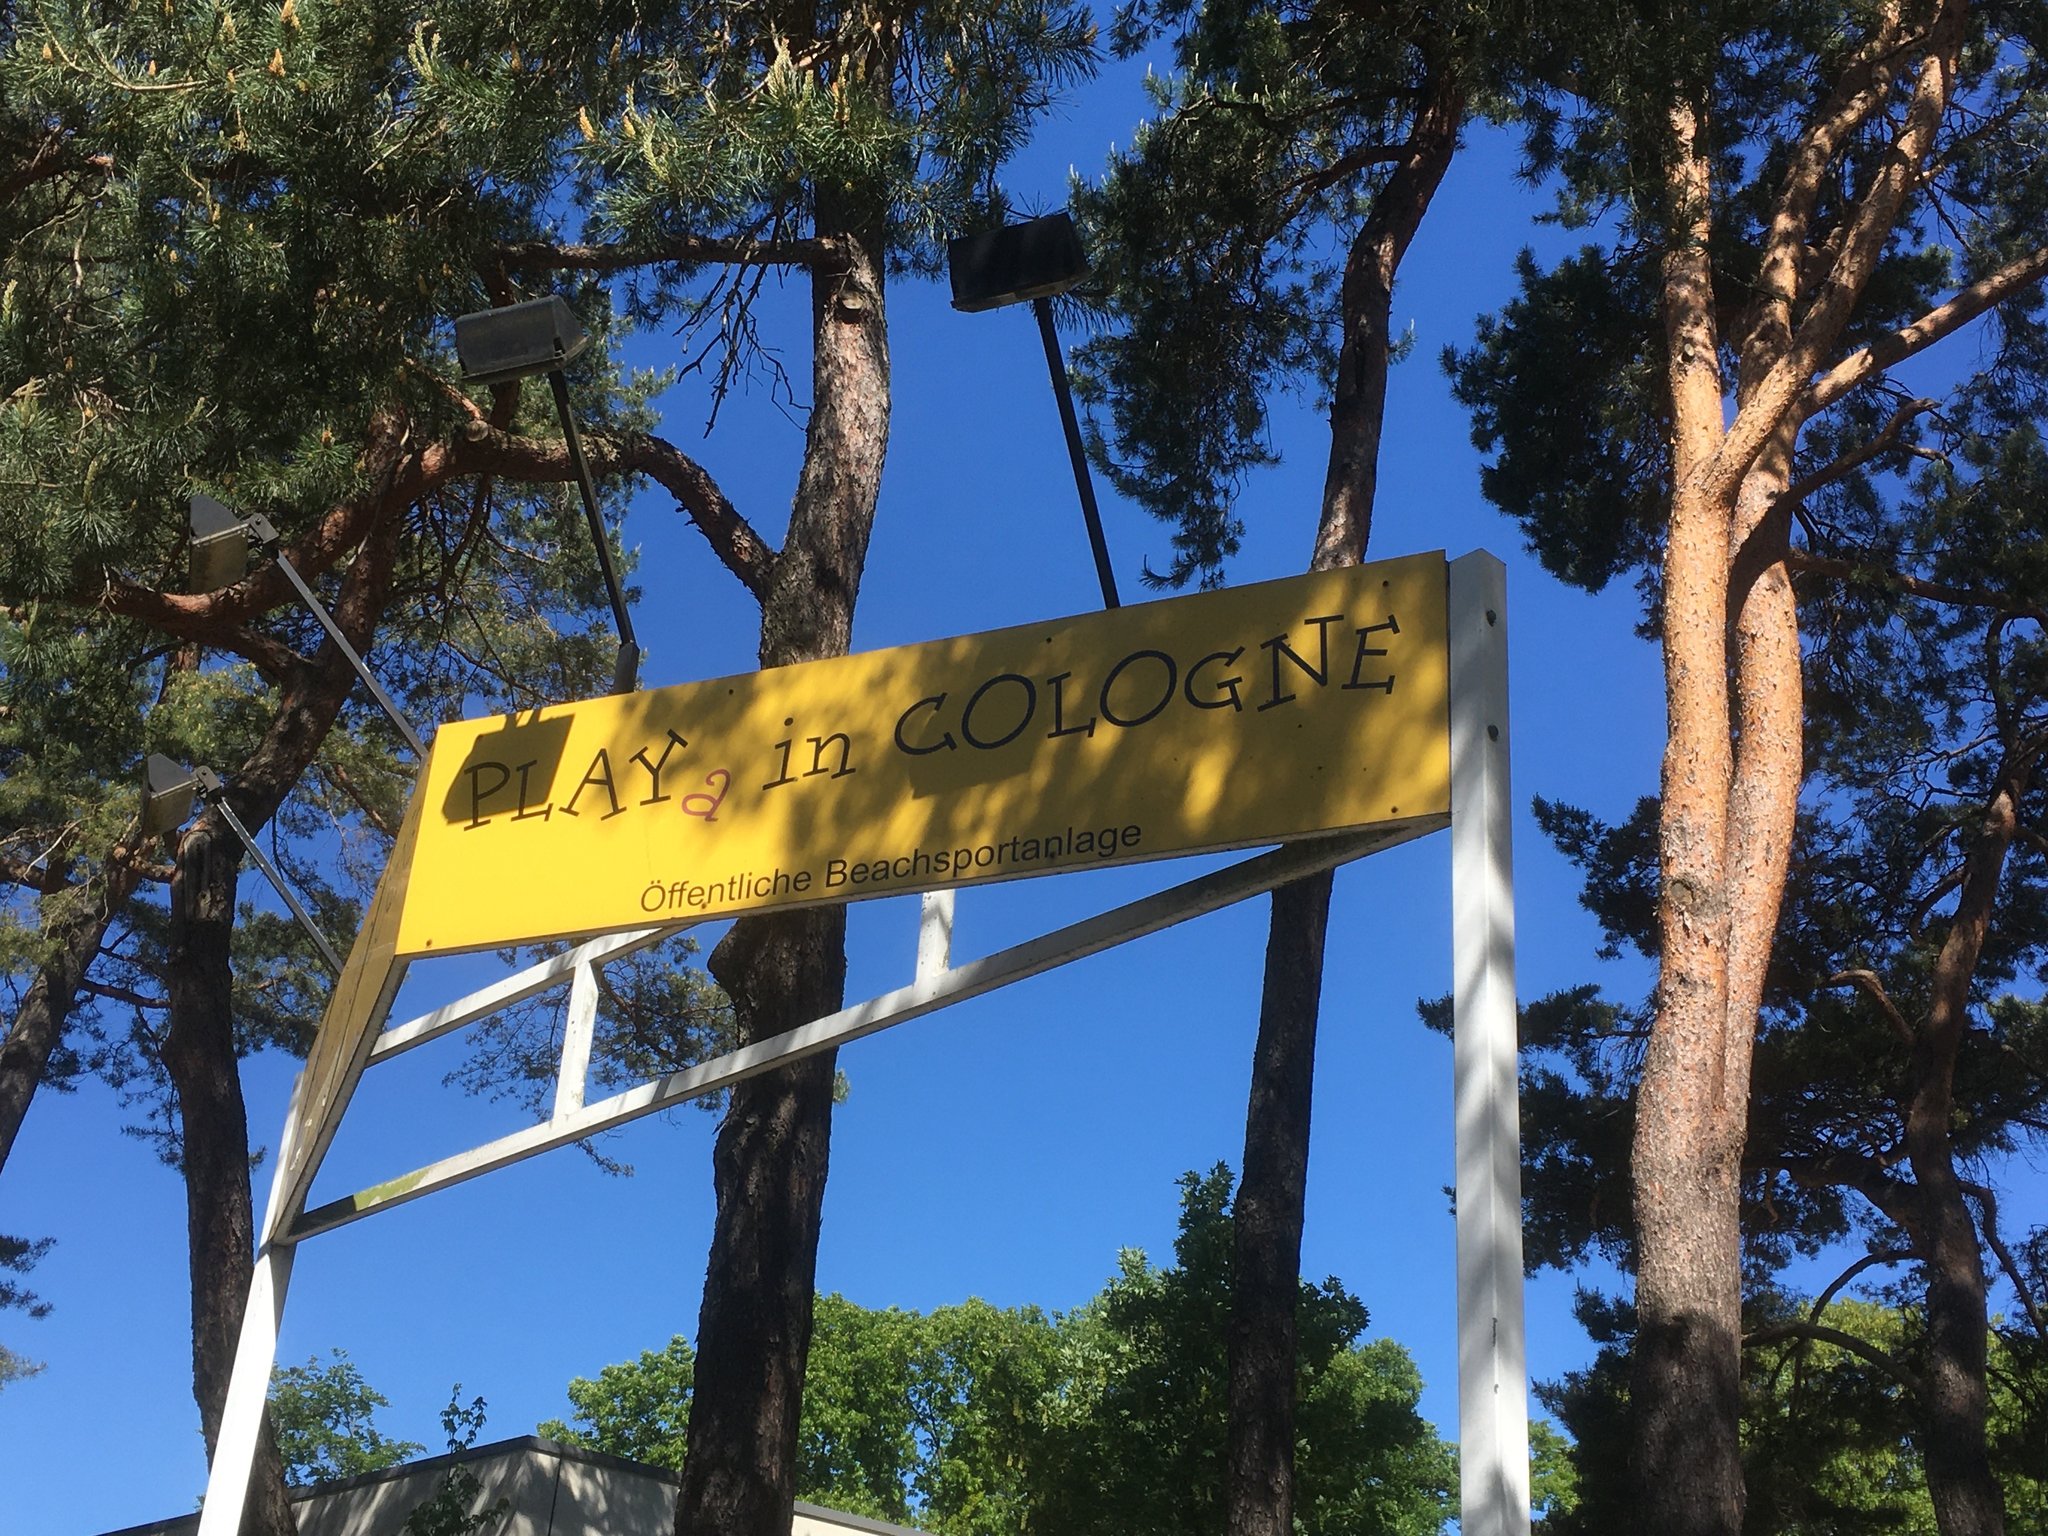 PLAYa in COLOGNE
Öffentliche Beachsportanlage